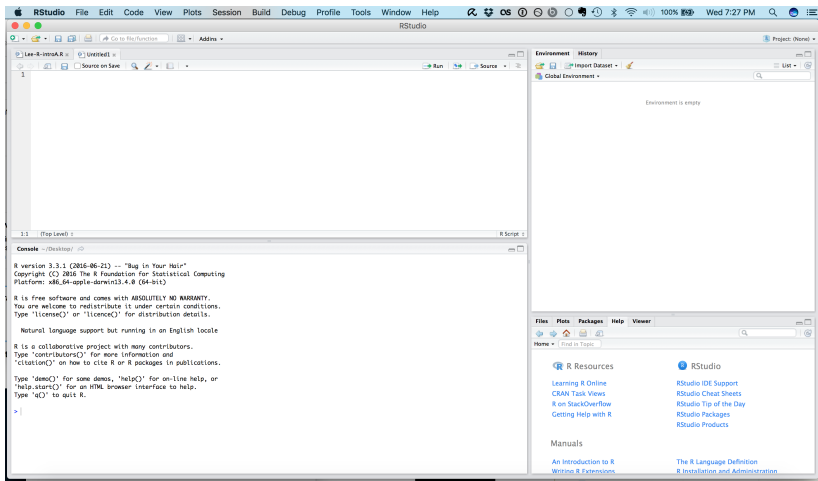 RStudio File Edit Code View Plots Session Build Debug Profile Tools Window Help OS 100% Wed 7:27 PM
RStudio
Go to file/function Addins Project: (None)
Lee-R-introA.R Untitled1
Source on Save Run Source
1
1:1 (Top Level) R Script
Console ~/Desktop/
R version 3.3.1 (2016-06-21) -- "Bug in Your Hair"
Copyright (C) 2016 The R Foundation for Statistical Computing
Platform: x86_64-apple-darwin13.4.0 (64-bit)
R is free software and comes with ABSOLUTELY NO WARRANTY.
You are welcome to redistribute it under certain conditions.
Type 'license()' or 'licence()' for distribution details.
Natural language support but running in an English locale
R is a collaborative project with many contributors.
Type 'contributors()' for more information and
'citation()' on how to cite R or R packages in publications.
Type 'demo()' for some demos, 'help()' for on-line help, or
'help.start()' for an HTML browser interface to help.
Type 'q()' to quit R.
>
Environment History
Import Dataset List
Global Environment
Environment is empty
Files Plots Packages Help Viewer
Home Find in Topic
R Resources
Learning R Online
CRAN Task Views
R on StackOverflow
Getting Help with R
RStudio
RStudio IDE Support
RStudio Cheat Sheets
RStudio Tip of the Day
RStudio Packages
RStudio Products
Manuals
An Introduction to R
Writing R Extensions
The R Language Definition
R Installation and Administration